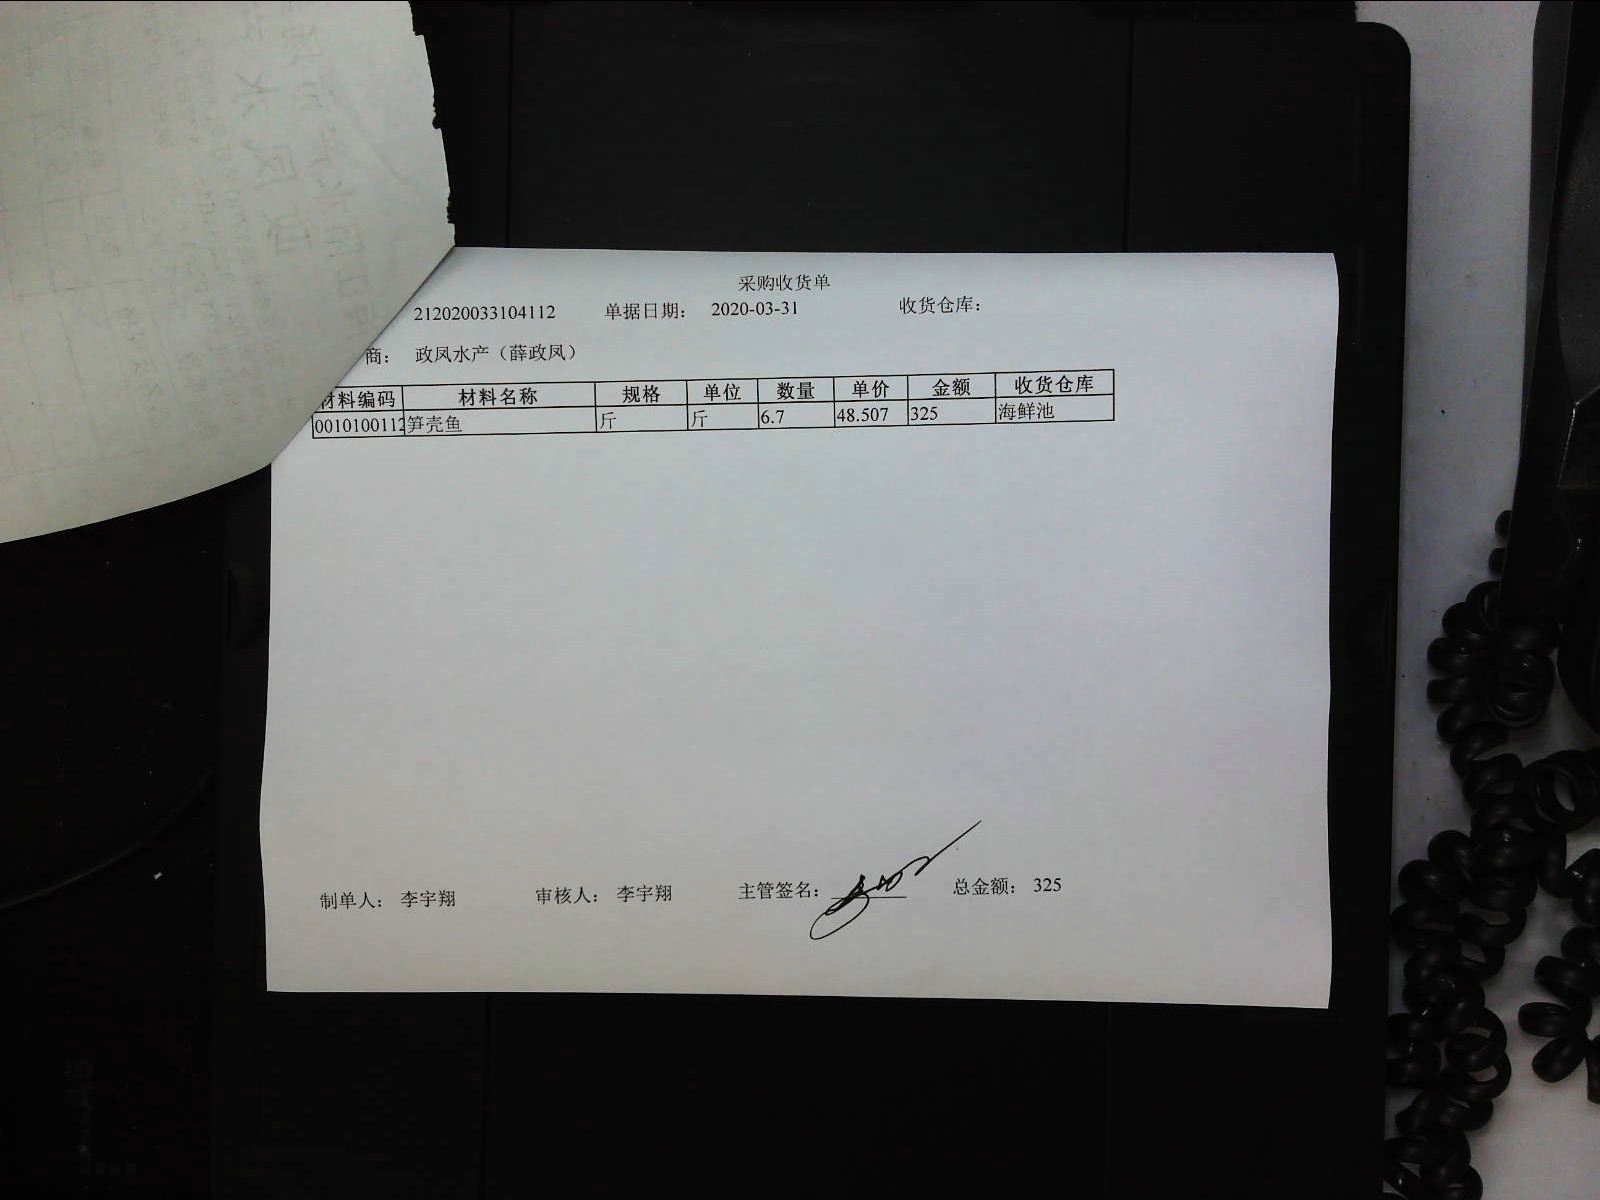 采购收货单
212020033104112 单据日期： 2020-03-31 收货仓库：
商： 政凤水产（薛政凤）
材料编码 材料名称 规格 单位 数量 单价 金额 收货仓库
0010100112 笋壳鱼 斤 斤 6.7 48.507 325 海鲜池
制单人： 李宇翔 审核人： 李宇翔 主管签名： 总金额： 325